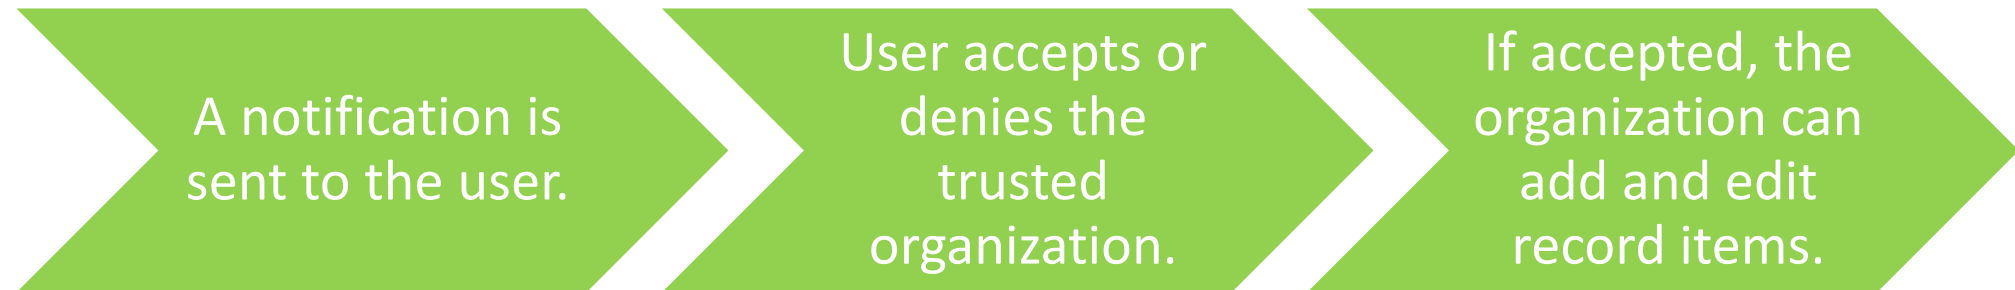 A notification is
sent to the user.
User accepts or
denies the
trusted
organization.
If accepted, the
organization can
add and edit
record items.